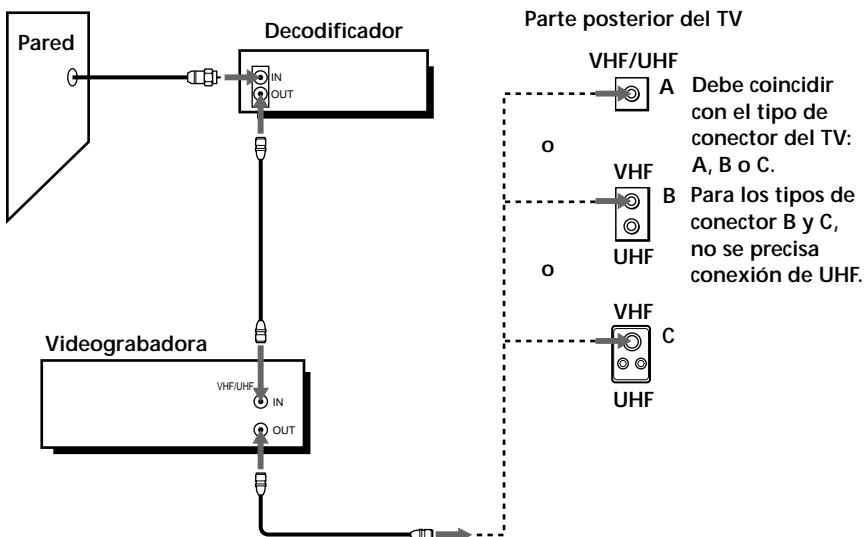 Parte posterior del TV
Decodificador
Pared
IN
OUT
VHF/UHF
A
Debe coincidir
con el tipo de
conector del TV:
A, B o C.
o
VHF
B
Para los tipos de
conector B y C,
no se precisa
conexión de UHF.
UHF
o
VHF
C
UHF
Videograbadora
VHF/UHF
IN
OUT